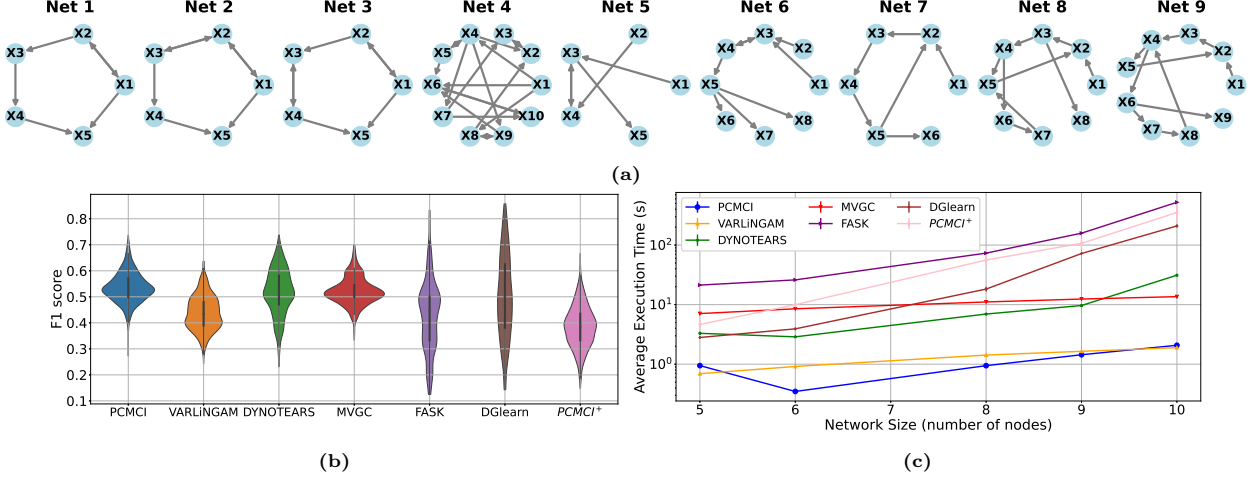 Net 1 Net 2 Net 3 Net 4 Net 5 Net 6 Net 7 Net 8 Net 9
X2 X3 X1 X4 X5
X2 X3 X1 X4 X5
X2 X3 X1 X4 X5
X4 X3 X5 X2 X6 X1 X7 X10 X8 X9
X2 X3 X1 X4 X5
X3 X4 X2 X5 X1 X6 X8 X7
X3 X2 X4 X1 X5 X6
X3 X4 X2 X5 X1 X6 X8 X7
X4 X3 X2 X5 X1 X6 X9 X7 X8
(a)
F1 score
0.8
0.7
0.6
0.5
0.4
0.3
0.2
0.1
PCMCI VARLiNGAM DYNOTEARS MVGC FASK DGlearn PCMCI+
(b)
Average Execution Time (s)
PCMCI MVGC DGlearn
VARLiNGAM FASK PCMCI+
DYNOTEARS
10²
10¹
10⁰
5 6 7 8 9 10
Network Size (number of nodes)
(c)